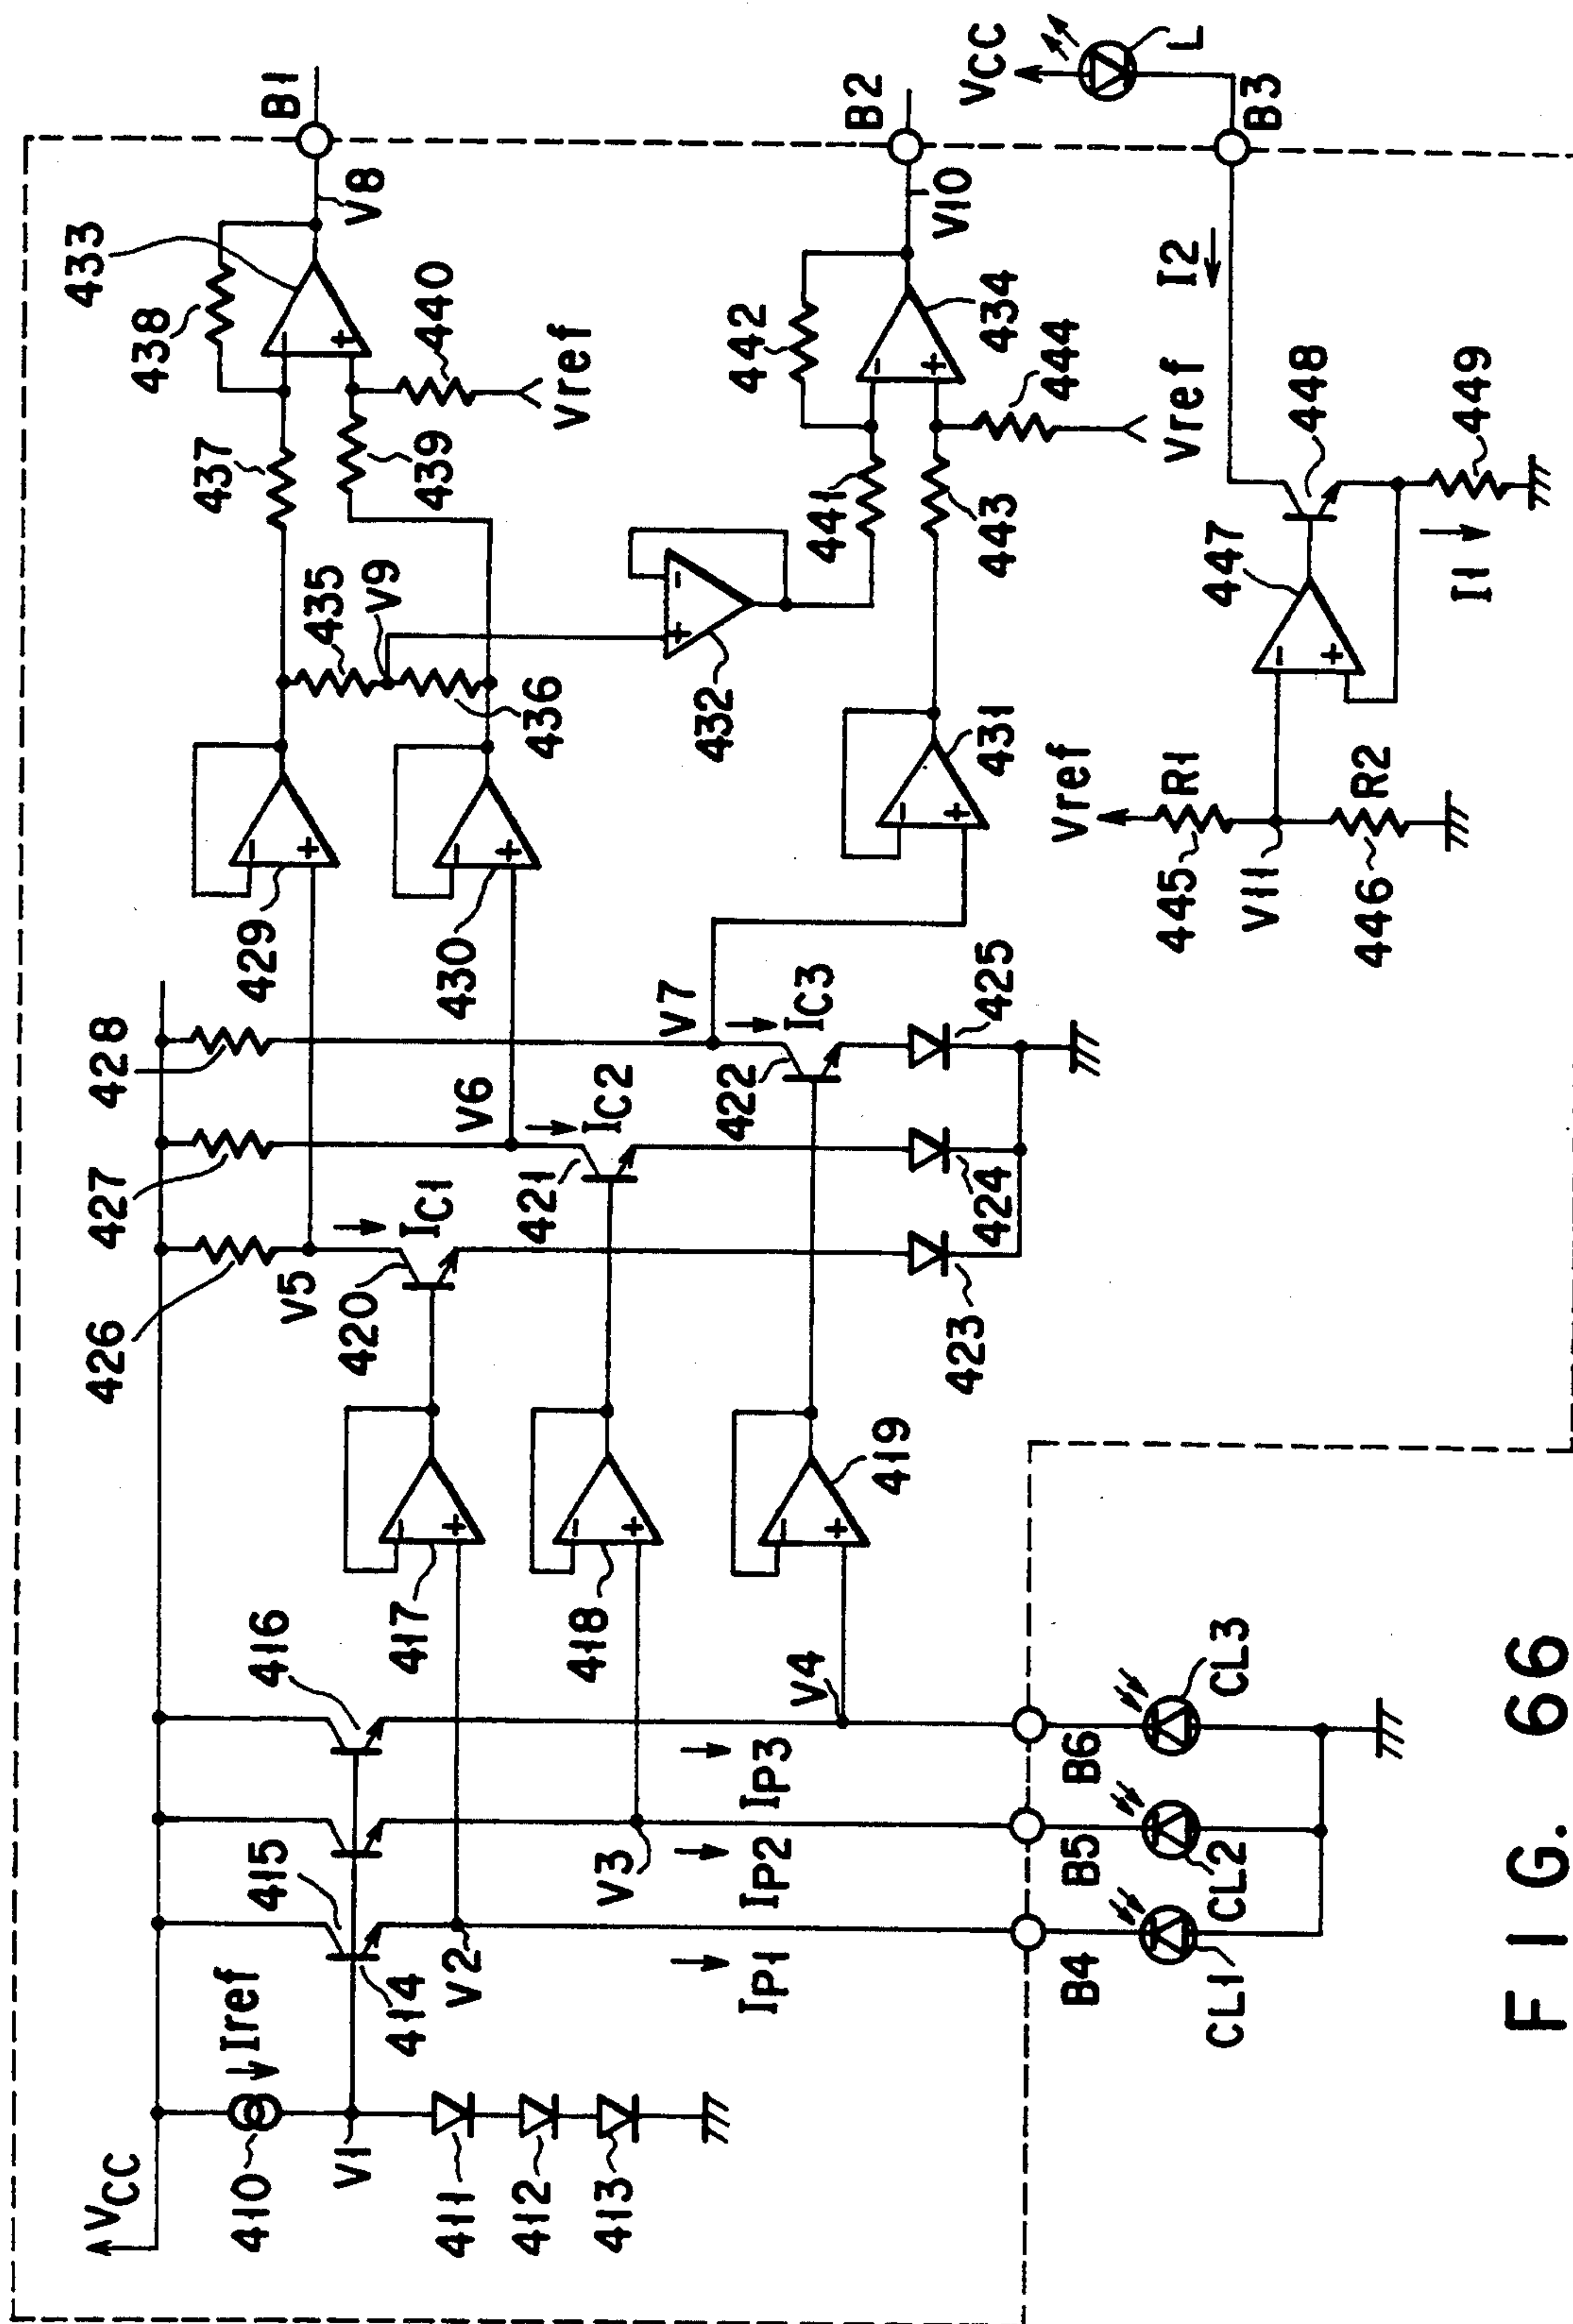 VCC
410
Iref
V1
411
412
413
414
415
416
V2
V3
V4
IP1
IP2
IP3
B4
B5
B6
CL1
CL2
CL3
417
418
419
426
427
428
V5
V6
V7
IC1
IC2
IC3
420
421
422
423
424
425
429
430
431
432
435
V9
436
437
438
439
440
Vref
433
V8
B1
441
442
443
444
Vref
434
V10
B2
Vref
445
R1
V11
446
R2
447
448
449
I1
I2
B3
VCC
L
-
+
-
+
-
+
-
+
-
+
-
+
-
+
-
+
-
+
-
+
FIG. 66